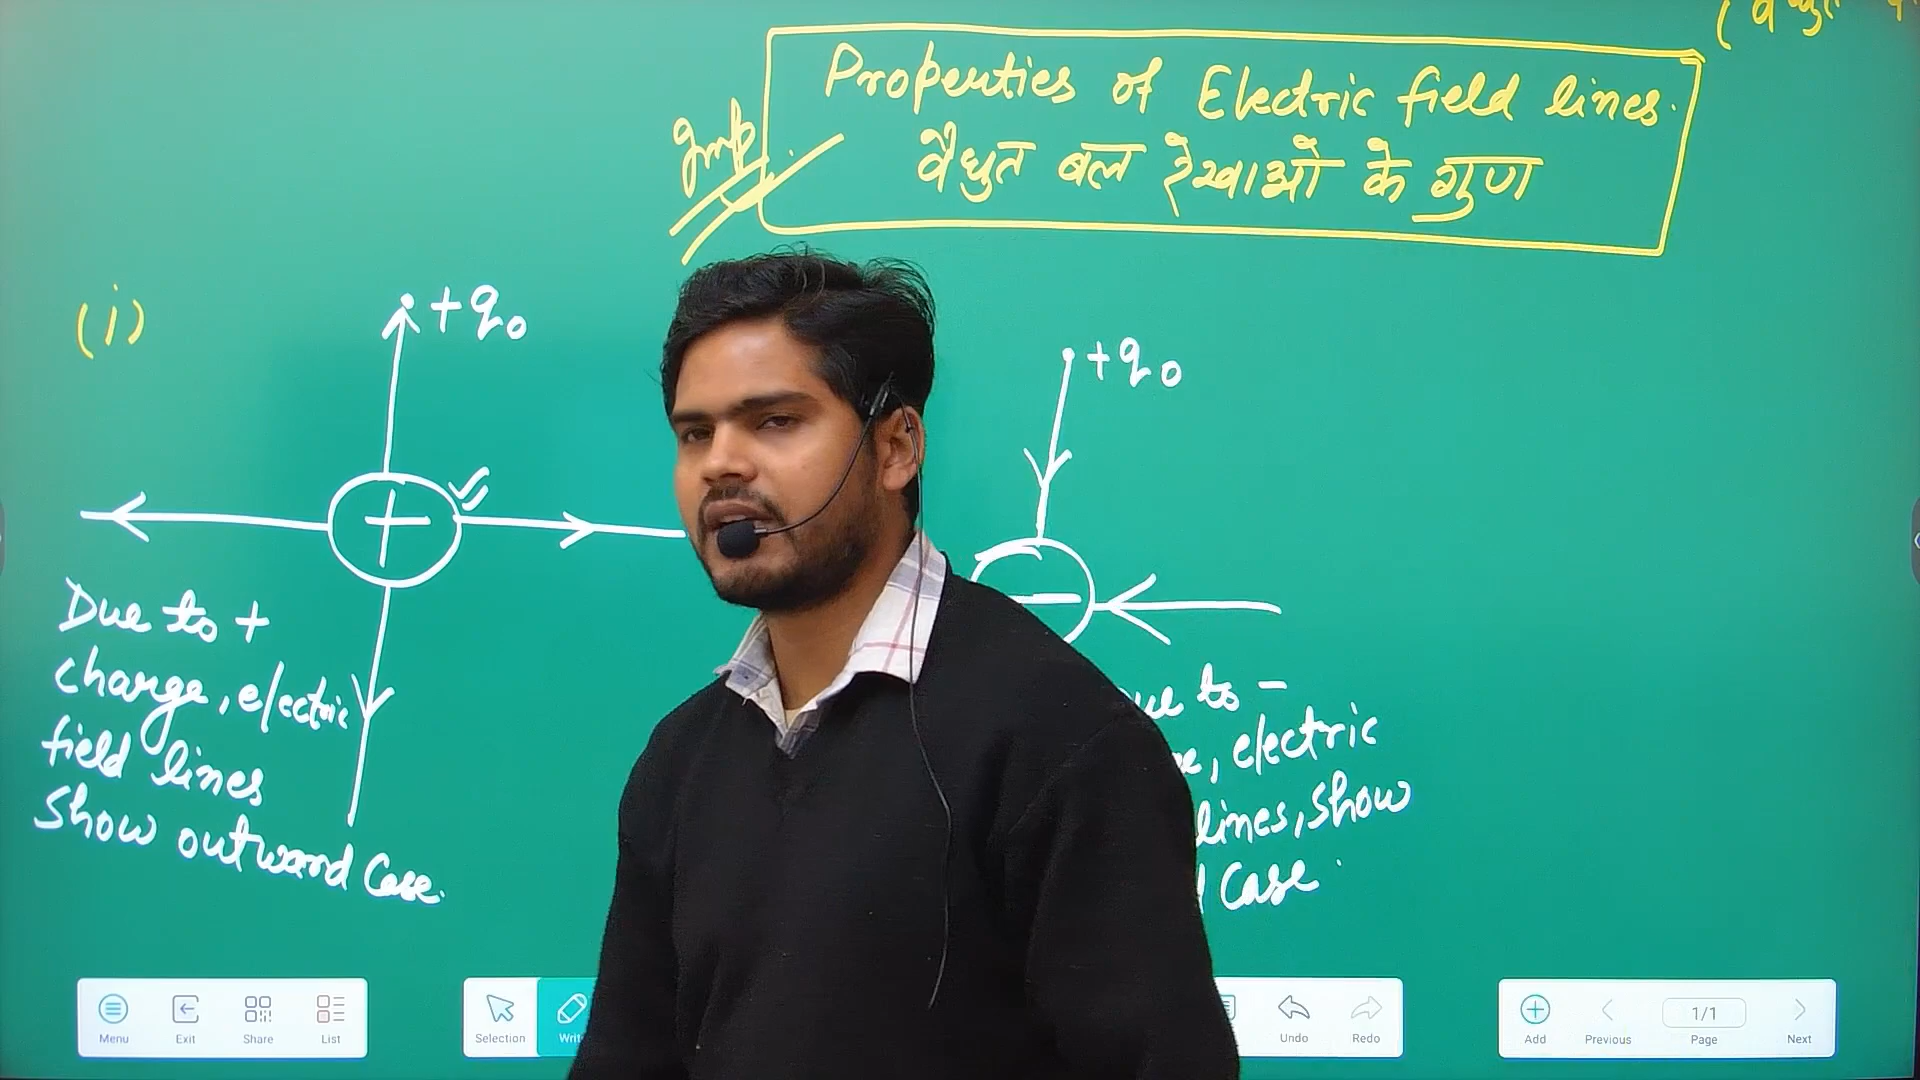 Properties of Electric field lines.
वैधुत बल रेखाओ के गुण
Imp.
(i)
+q₀
+q₀
+
Due to +
charge, electric
field lines
Show outward Case.
to -
, electric
lines, Show
Case.
Menu
Exit
Share
List
Selection
Undo
Redo
Add
Previous
1/1
Page
Next